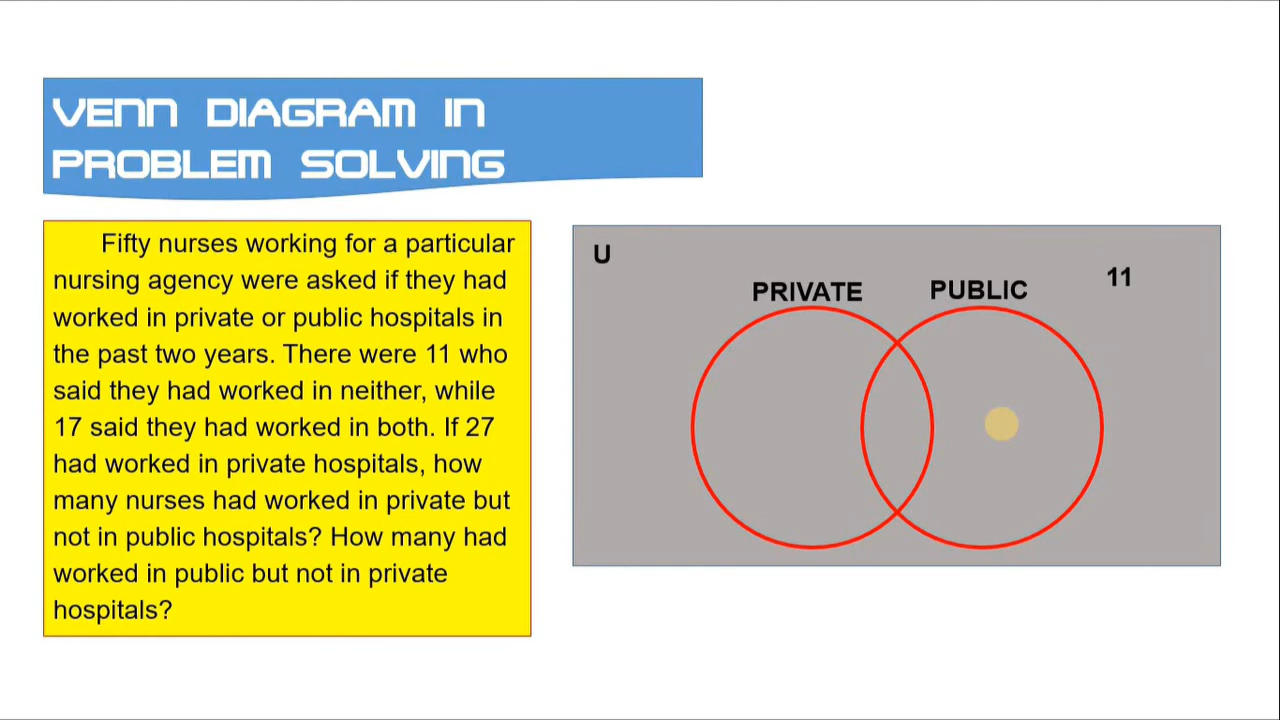 VENN DIAGRAM IN
PROBLEM SOLVING
Fifty nurses working for a particular
nursing agency were asked if they had
worked in private or public hospitals in
the past two years. There were 11 who
said they had worked in neither, while
17 said they had worked in both. If 27
had worked in private hospitals, how
many nurses had worked in private but
not in public hospitals? How many had
worked in public but not in private
hospitals?
U
11
PRIVATE
PUBLIC